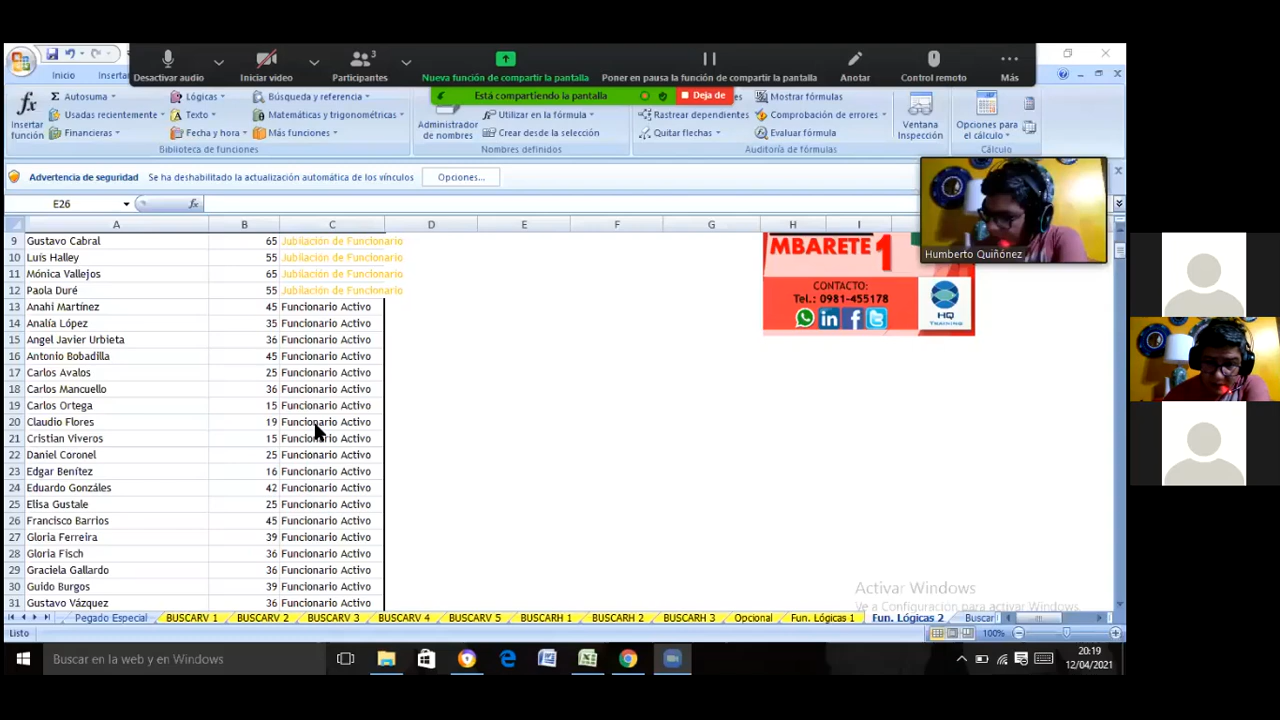 Desactivar audio
Iniciar video
Participantes
3
Nueva función de compartir la pantalla
Poner en pausa la función de compartir la pantalla
Anotar
Control remoto
Más
Está compartiendo la pantalla
Deja de
Inicio
Insertar
Insertar función
Autosuma
Usadas recientemente
Financieras
Lógicas
Texto
Fecha y hora
Búsqueda y referencia
Matemáticas y trigonométricas
Más funciones
Biblioteca de funciones
Administrador de nombres
Utilizar en la fórmula
Crear desde la selección
Nombres definidos
Rastrear dependientes
Quitar flechas
Mostrar fórmulas
Comprobación de errores
Evaluar fórmula
Auditoría de fórmulas
Ventana Inspección
Opciones para el cálculo
Cálculo
Advertencia de seguridad Se ha deshabilitado la actualización automática de los vínculos Opciones...
E26 fx
A B C D E F G H I
9 Gustavo Cabral 65 Jubilación de Funcionario
10 Luis Halley 55 Jubilación de Funcionario
11 Mónica Vallejos 65 Jubilación de Funcionario
12 Paola Duré 55 Jubilación de Funcionario
13 Anahí Martínez 45 Funcionario Activo
14 Analía López 35 Funcionario Activo
15 Angel Javier Urbieta 36 Funcionario Activo
16 Antonio Bobadilla 45 Funcionario Activo
17 Carlos Avalos 25 Funcionario Activo
18 Carlos Mancuello 36 Funcionario Activo
19 Carlos Ortega 15 Funcionario Activo
20 Claudio Flores 19 Funcionario Activo
21 Cristian Viveros 15 Funcionario Activo
22 Daniel Coronel 25 Funcionario Activo
23 Edgar Benítez 16 Funcionario Activo
24 Eduardo Gonzáles 42 Funcionario Activo
25 Elisa Gustale 25 Funcionario Activo
26 Francisco Barrios 45 Funcionario Activo
27 Gloria Ferreira 39 Funcionario Activo
28 Gloria Fisch 36 Funcionario Activo
29 Graciela Gallardo 36 Funcionario Activo
30 Guido Burgos 39 Funcionario Activo
31 Gustavo Vázquez 36 Funcionario Activo
MBARETE 1
CONTACTO:
Tel.: 0981-455178
HQ
TRAINING
Humberto Quiñónez
Activar Windows
Ve a Configuración para activar Windows.
Pegado Especial BUSCARV 1 BUSCARV 2 BUSCARV 3 BUSCARV 4 BUSCARV 5 BUSCARH 1 BUSCARH 2 BUSCARH 3 Opcional Fun. Lógicas 1 Fun. Lógicas 2 Buscar
Listo 100%
Buscar en la web y en Windows
20:19
12/04/2021